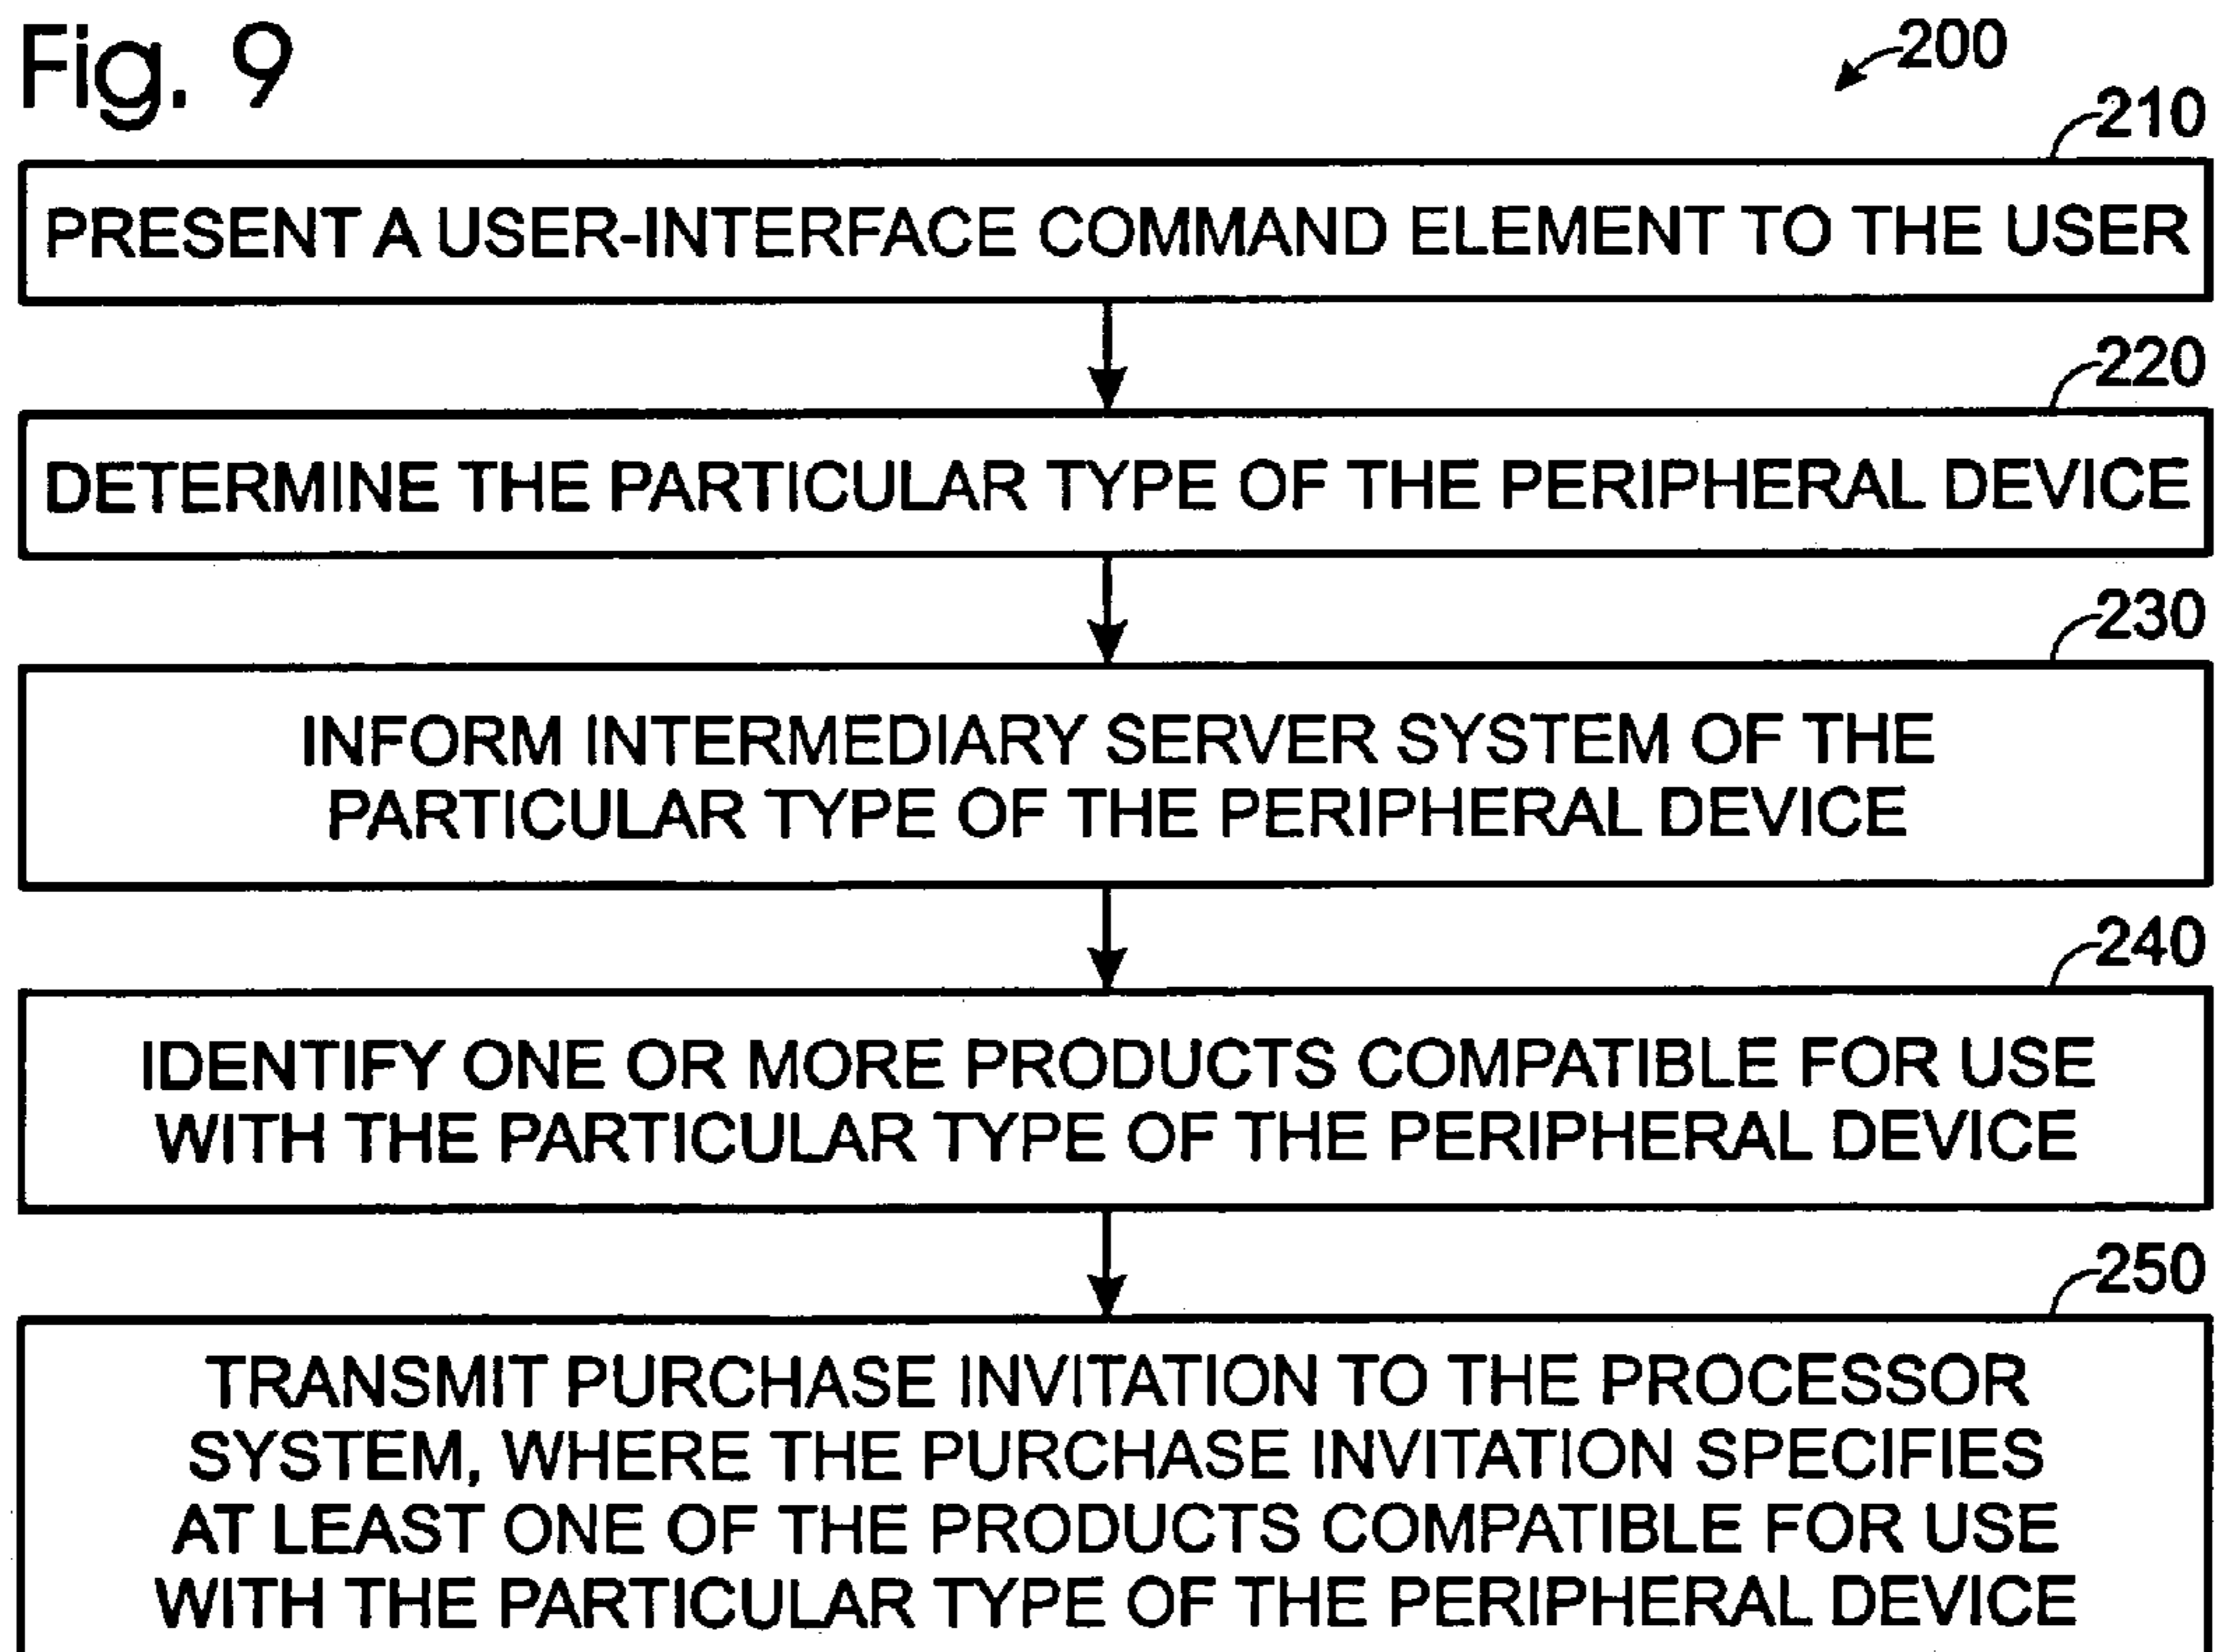 Fig. 9
200
210
PRESENT A USER-INTERFACE COMMAND ELEMENT TO THE USER
220
DETERMINE THE PARTICULAR TYPE OF THE PERIPHERAL DEVICE
230
INFORM INTERMEDIARY SERVER SYSTEM OF THE
PARTICULAR TYPE OF THE PERIPHERAL DEVICE
240
IDENTIFY ONE OR MORE PRODUCTS COMPATIBLE FOR USE
WITH THE PARTICULAR TYPE OF THE PERIPHERAL DEVICE
250
TRANSMIT PURCHASE INVITATION TO THE PROCESSOR
SYSTEM, WHERE THE PURCHASE INVITATION SPECIFIES
AT LEAST ONE OF THE PRODUCTS COMPATIBLE FOR USE
WITH THE PARTICULAR TYPE OF THE PERIPHERAL DEVICE